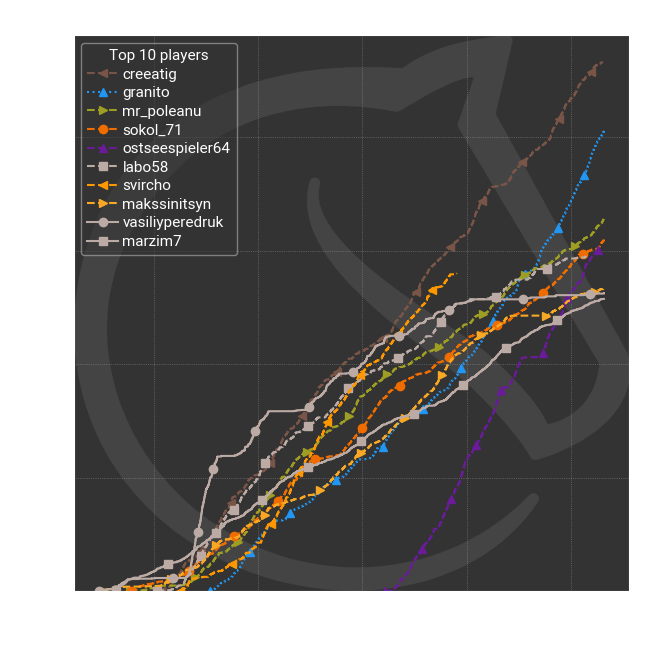 Top 10 players
creeatig
granito
mr_poleanu
sokol_71
ostseespieler64
labo58
svircho
makssinitsyn
vasiliyperedruk
marzim7